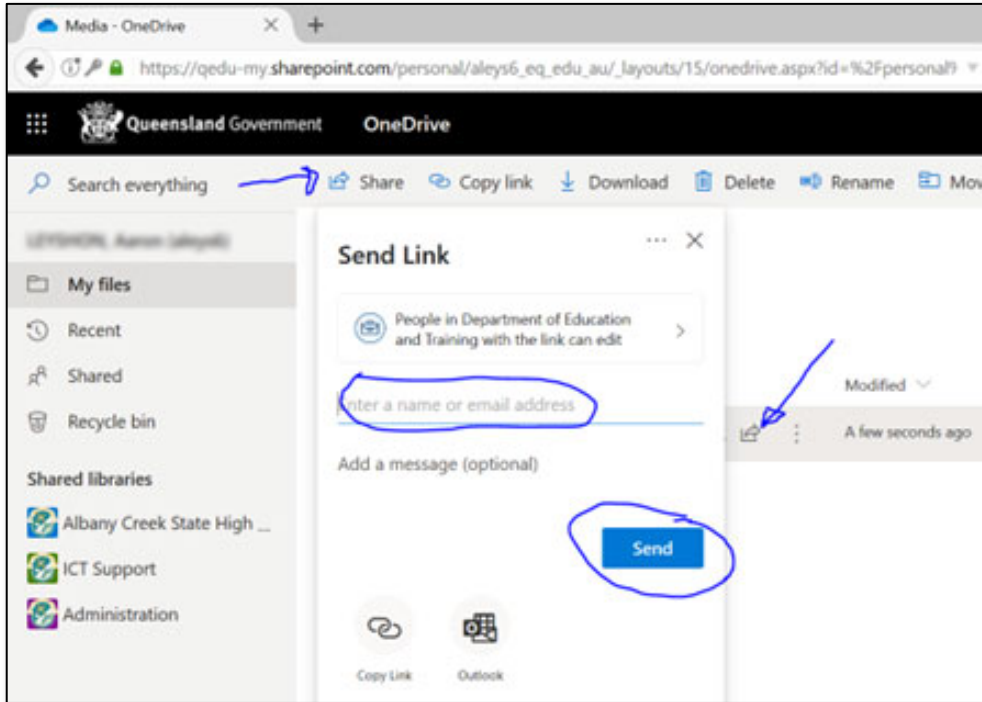 Media - OneDrive
https://qedu-my.sharepoint.com/personal/aleys6_eq_edu_au/_layouts/15/onedrive.aspx?id=%2Fpersonal%
Queensland Government OneDrive
Search everything Share Copy link Download Delete Rename Mov
My files
Recent
Shared
Recycle bin
Shared libraries
Albany Creek State High ...
ICT Support
Administration
Send Link
People in Department of Education
and Training with the link can edit
Enter a name or email address
Add a message (optional)
Send
Copy Link Outlook
Modified
A few seconds ago